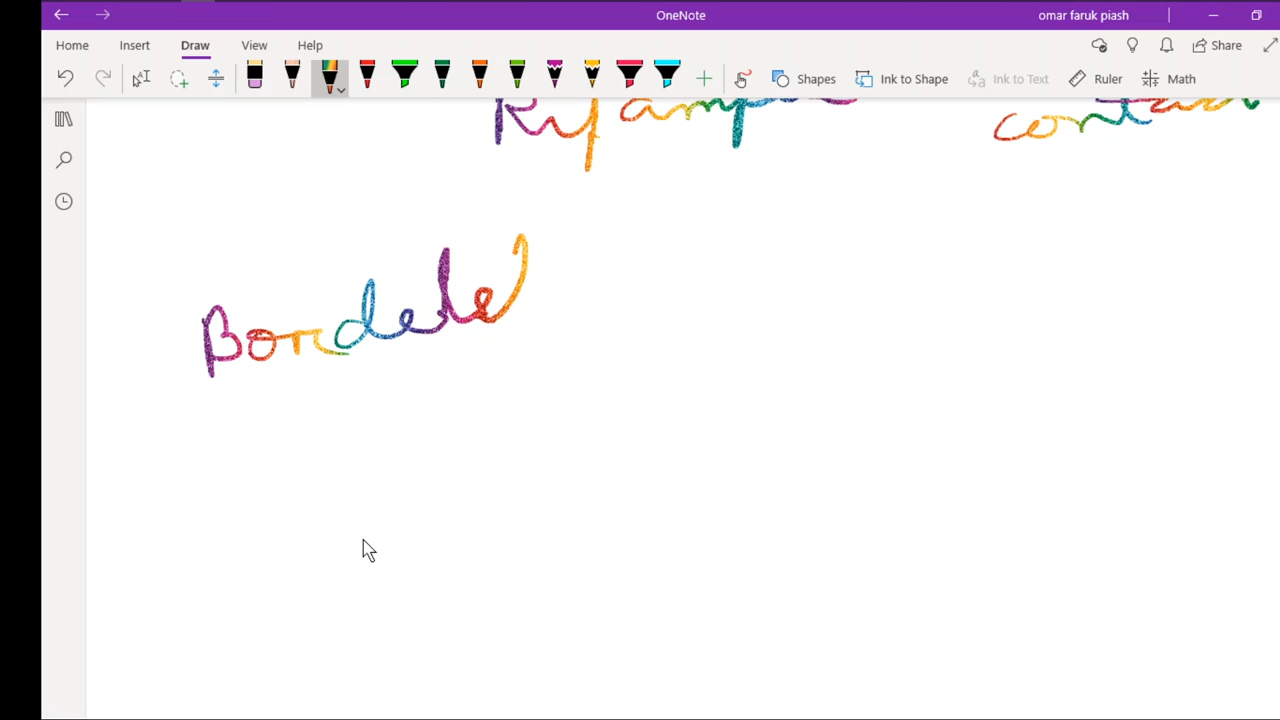 OneNote
omar faruk piash
Home Insert Draw View Help
Share
Shapes Ink to Shape Ink to Text Ruler Math
Bordele